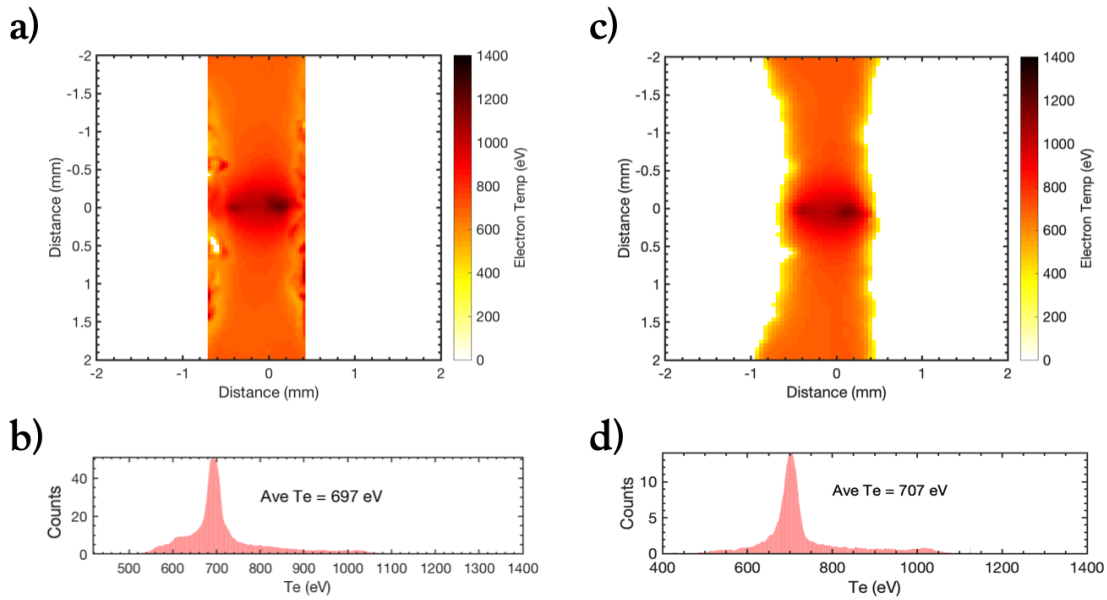 a)
-2
-1.5
-1
-0.5
0
0.5
1
1.5
2
-2 -1 0 1 2
Distance (mm)
Distance (mm)
1400
1200
1000
800
600
400
200
0
Electron Temp (eV)
c)
-2
-1.5
-1
-0.5
0
0.5
1
1.5
2
-2 -1 0 1 2
Distance (mm)
Distance (mm)
1400
1200
1000
800
600
400
200
0
Electron Temp (eV)
b)
40
20
0
Counts
Ave Te = 697 eV
500 600 700 800 900 1000 1100 1200 1300 1400
Te (eV)
d)
10
5
0
Counts
Ave Te = 707 eV
400 600 800 1000 1200 1400
Te (eV)